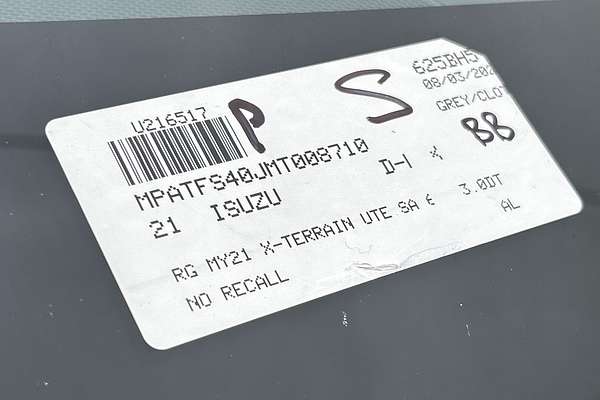 U216517
P S
625BH5
08/03/202
GREY/CLOT
BB
MPATFS40JMT008710
21 ISUZU D-I
RG MY21 X-TERRAIN UTE SA 6 3.0DT
NO RECALL AL